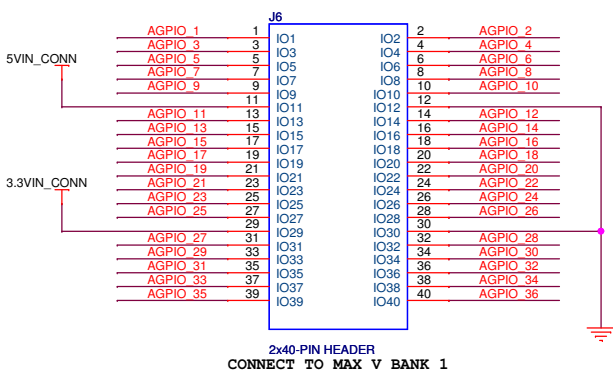 J6
AGPIO_1 1 IO1 IO2 2 AGPIO_2
AGPIO_3 3 IO3 IO4 4 AGPIO_4
5VIN_CONN AGPIO_5 5 IO5 IO6 6 AGPIO_6
AGPIO_7 7 IO7 IO8 8 AGPIO_8
AGPIO_9 9 IO9 IO10 10 AGPIO_10
11 IO11 IO12 12
AGPIO_11 13 IO13 IO14 14 AGPIO_12
AGPIO_13 15 IO15 IO16 16 AGPIO_14
AGPIO_15 17 IO17 IO18 18 AGPIO_16
AGPIO_17 19 IO19 IO20 20 AGPIO_18
AGPIO_19 21 IO21 IO22 22 AGPIO_20
3.3VIN_CONN AGPIO_21 23 IO23 IO24 24 AGPIO_22
AGPIO_23 25 IO25 IO26 26 AGPIO_24
AGPIO_25 27 IO27 IO28 28 AGPIO_26
29 IO29 IO30 30
AGPIO_27 31 IO31 IO32 32 AGPIO_28
AGPIO_29 33 IO33 IO34 34 AGPIO_30
AGPIO_31 35 IO35 IO36 36 AGPIO_32
AGPIO_33 37 IO37 IO38 38 AGPIO_34
AGPIO_35 39 IO39 IO40 40 AGPIO_36
2x40-PIN HEADER
CONNECT TO MAX V BANK 1